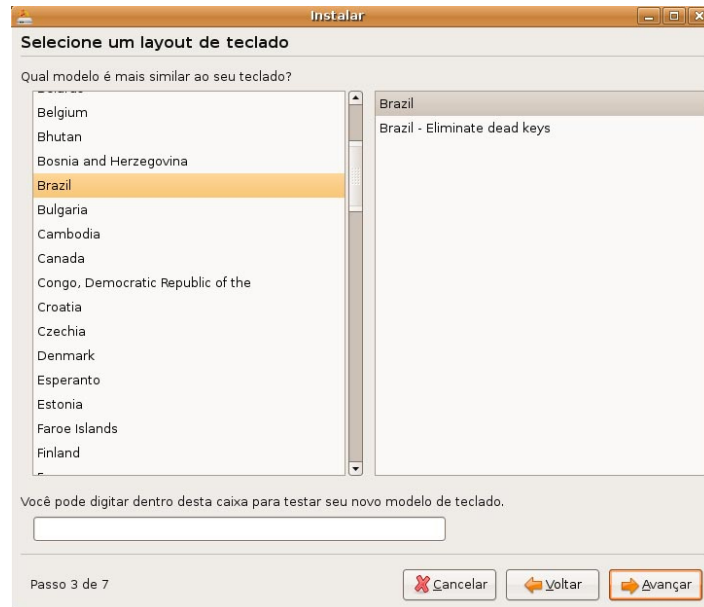 Instalar
Selecione um layout de teclado
Qual modelo é mais similar ao seu teclado?
Belgium
Bhutan
Bosnia and Herzegovina
Brazil
Bulgaria
Cambodia
Canada
Congo, Democratic Republic of the
Croatia
Czechia
Denmark
Esperanto
Estonia
Faroe Islands
Finland
Brazil
Brazil - Eliminate dead keys
Você pode digitar dentro desta caixa para testar seu novo modelo de teclado.
Passo 3 de 7
Cancelar
Voltar
Avançar